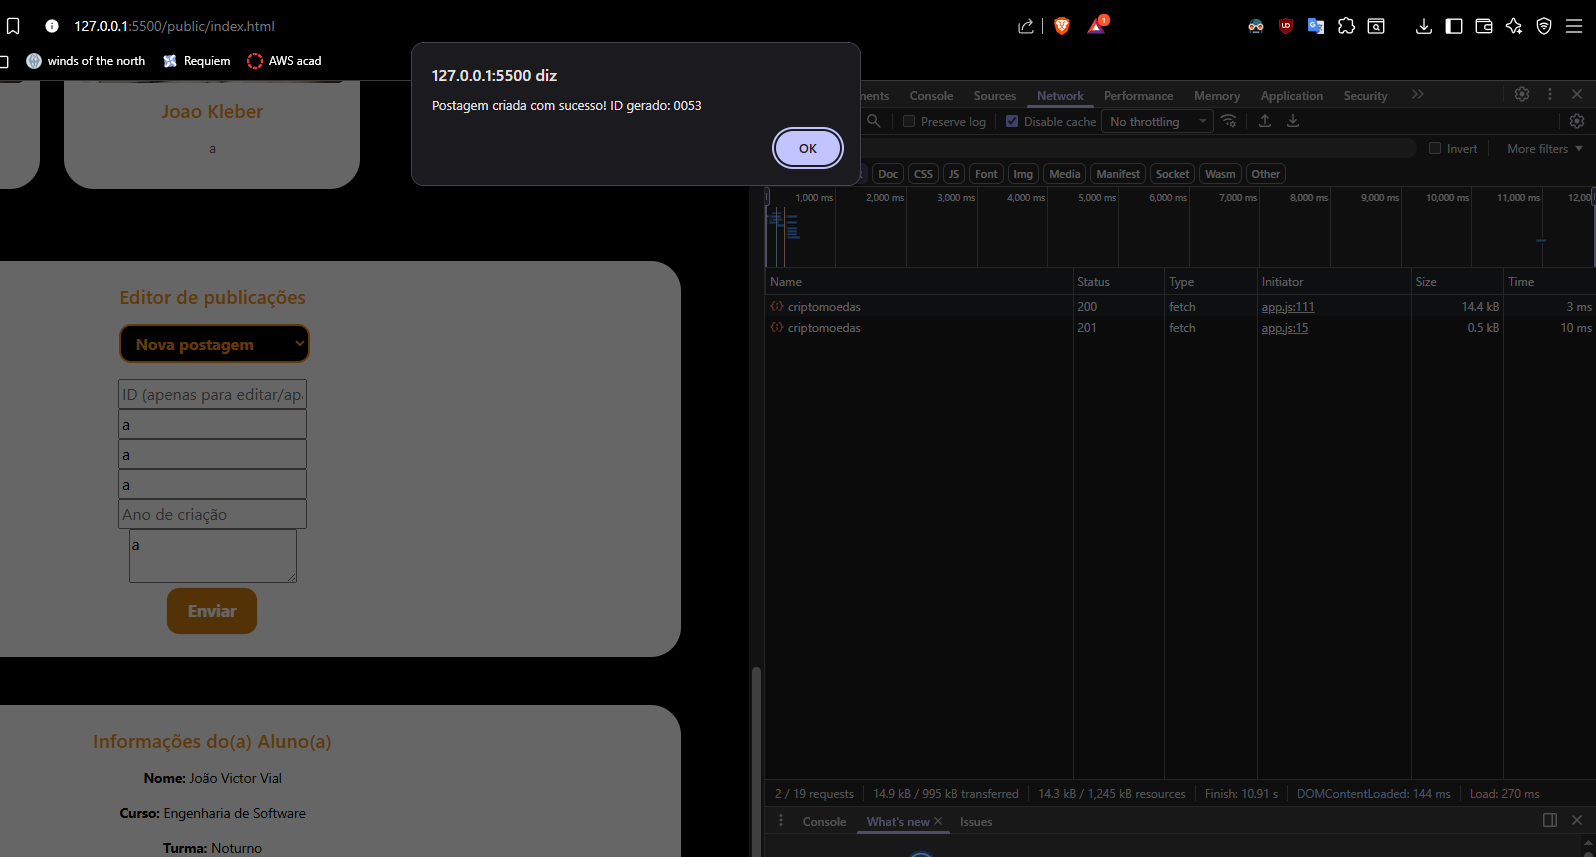 127.0.0.1:5500/public/index.html
1
winds of the north
Requiem
AWS acad
127.0.0.1:5500 diz
Postagem criada com sucesso! ID gerado: 0053
OK
Joao Kleber
a
Editor de publicações
Nova postagem
ID (apenas para editar/ap
a
a
a
Ano de criação
a
Enviar
Informações do(a) Aluno(a)
Nome: João Victor Vial
Curso: Engenharia de Software
Turma: Noturno
ments Console Sources Network Performance Memory Application Security
Preserve log Disable cache No throttling
Invert More filters
Doc CSS JS Font Img Media Manifest Socket Wasm Other
1,000 ms 2,000 ms 3,000 ms 4,000 ms 5,000 ms 6,000 ms 7,000 ms 8,000 ms 9,000 ms 10,000 ms 11,000 ms 12,00
Name Status Type Initiator Size Time
criptomoedas 200 fetch app.js:111 14.4 kB 3 ms
criptomoedas 201 fetch app.js:15 0.5 kB 10 ms
2 / 19 requests 14.9 kB / 995 kB transferred 14.3 kB / 1,245 kB resources Finish: 10.91 s DOMContentLoaded: 144 ms Load: 270 ms
Console What's new Issues